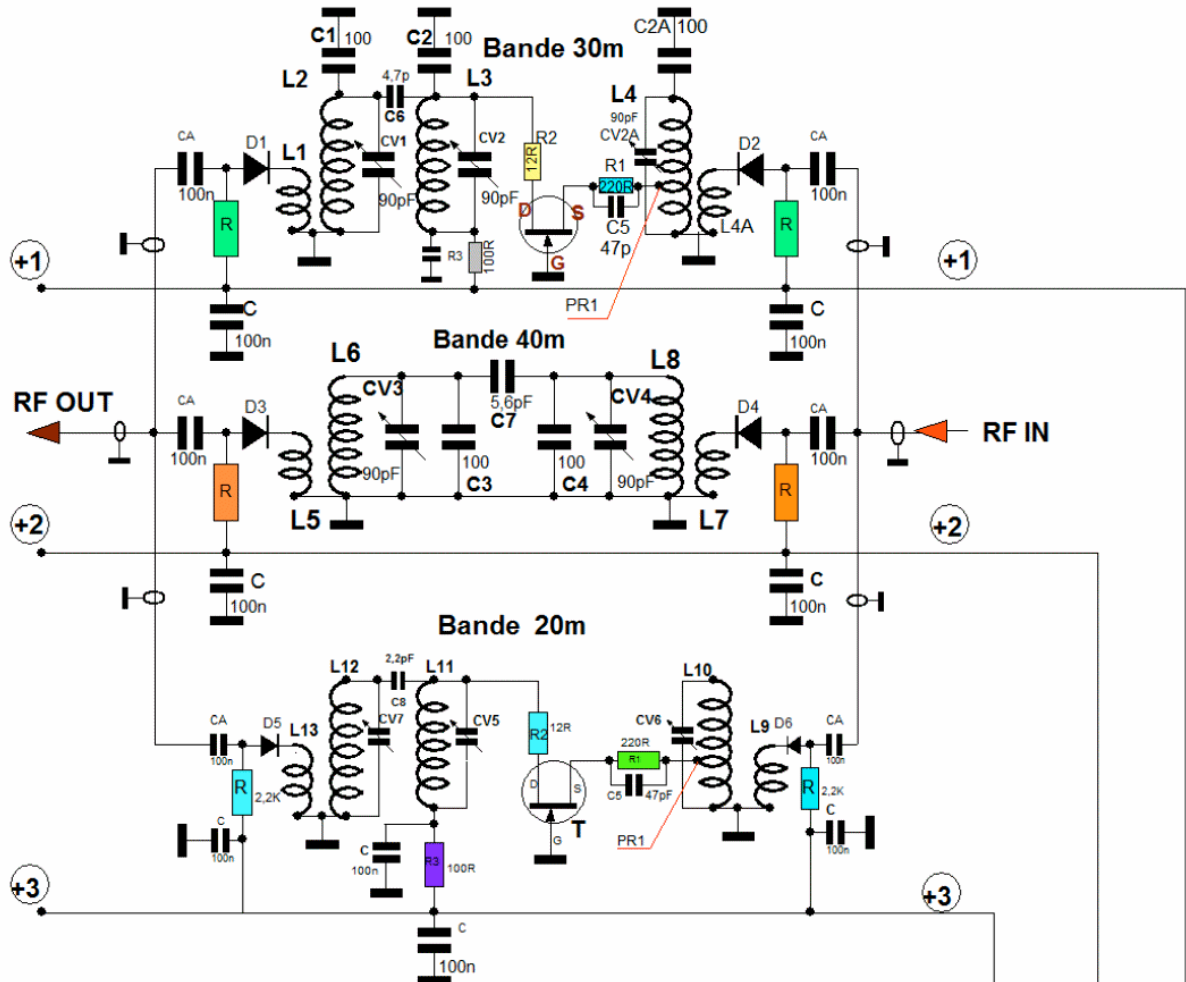 C1 100
C2 100
C2A 100
Bande 30m
L2
4,7p
C6
L3
L4
90pF
CV2A
CA
100n
D1
L1
CV1
90pF
CV2
90pF
R2
12R
R1
220R
C5
47p
D
S
G
D2
CA
100n
L4A
R
R3
100R
R
+1
+1
PR1
C
100n
C
100n
Bande 40m
L6
L8
CV3
5,6pF
C7
CV4
RF OUT
CA
100n
D3
D4
CA
100n
RF IN
90pF
100
C3
100
C4
90pF
R
R
L5
L7
+2
+2
C
100n
C
100n
Bande 20m
L12
2,2pF
C8
L11
L10
CV7
CV5
R2
12R
CV6
L9
D6
CA
100n
CA
100n
D5
L13
220R
R1
C5
47pF
R
2,2K
D
S
G
T
R
2,2K
PR1
C
100n
C
100n
C
100n
R3
100R
+3
+3
C
100n